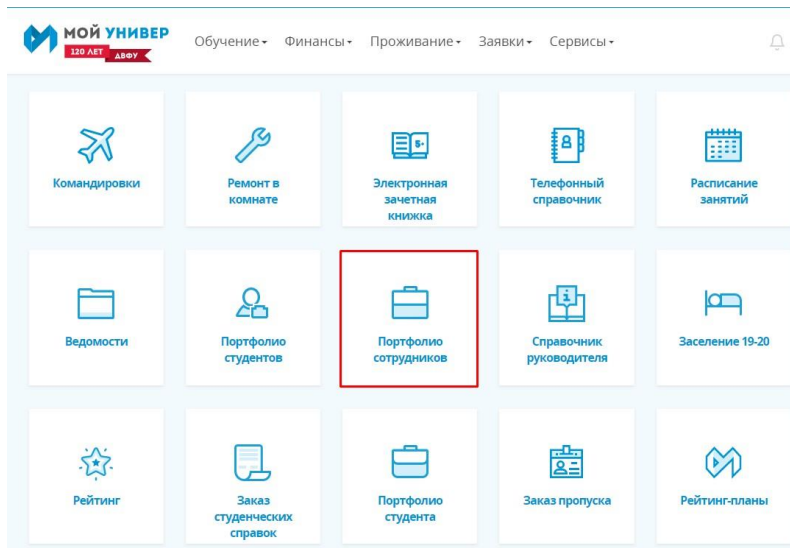 МОЙ УНИВЕР
120 ЛЕТ ДВФУ
Обучение Финансы Проживание Заявки Сервисы
Командировки
Ремонт в
комнате
5+
Электронная
зачетная
книжка
Телефонный
справочник
Расписание
занятий
Ведомости
Портфолио
студентов
Портфолио
сотрудников
Справочник
руководителя
Заселение 19-20
Рейтинг
Заказ
студенческих
справок
Портфолио
студента
Заказ пропуска
Рейтинг-планы